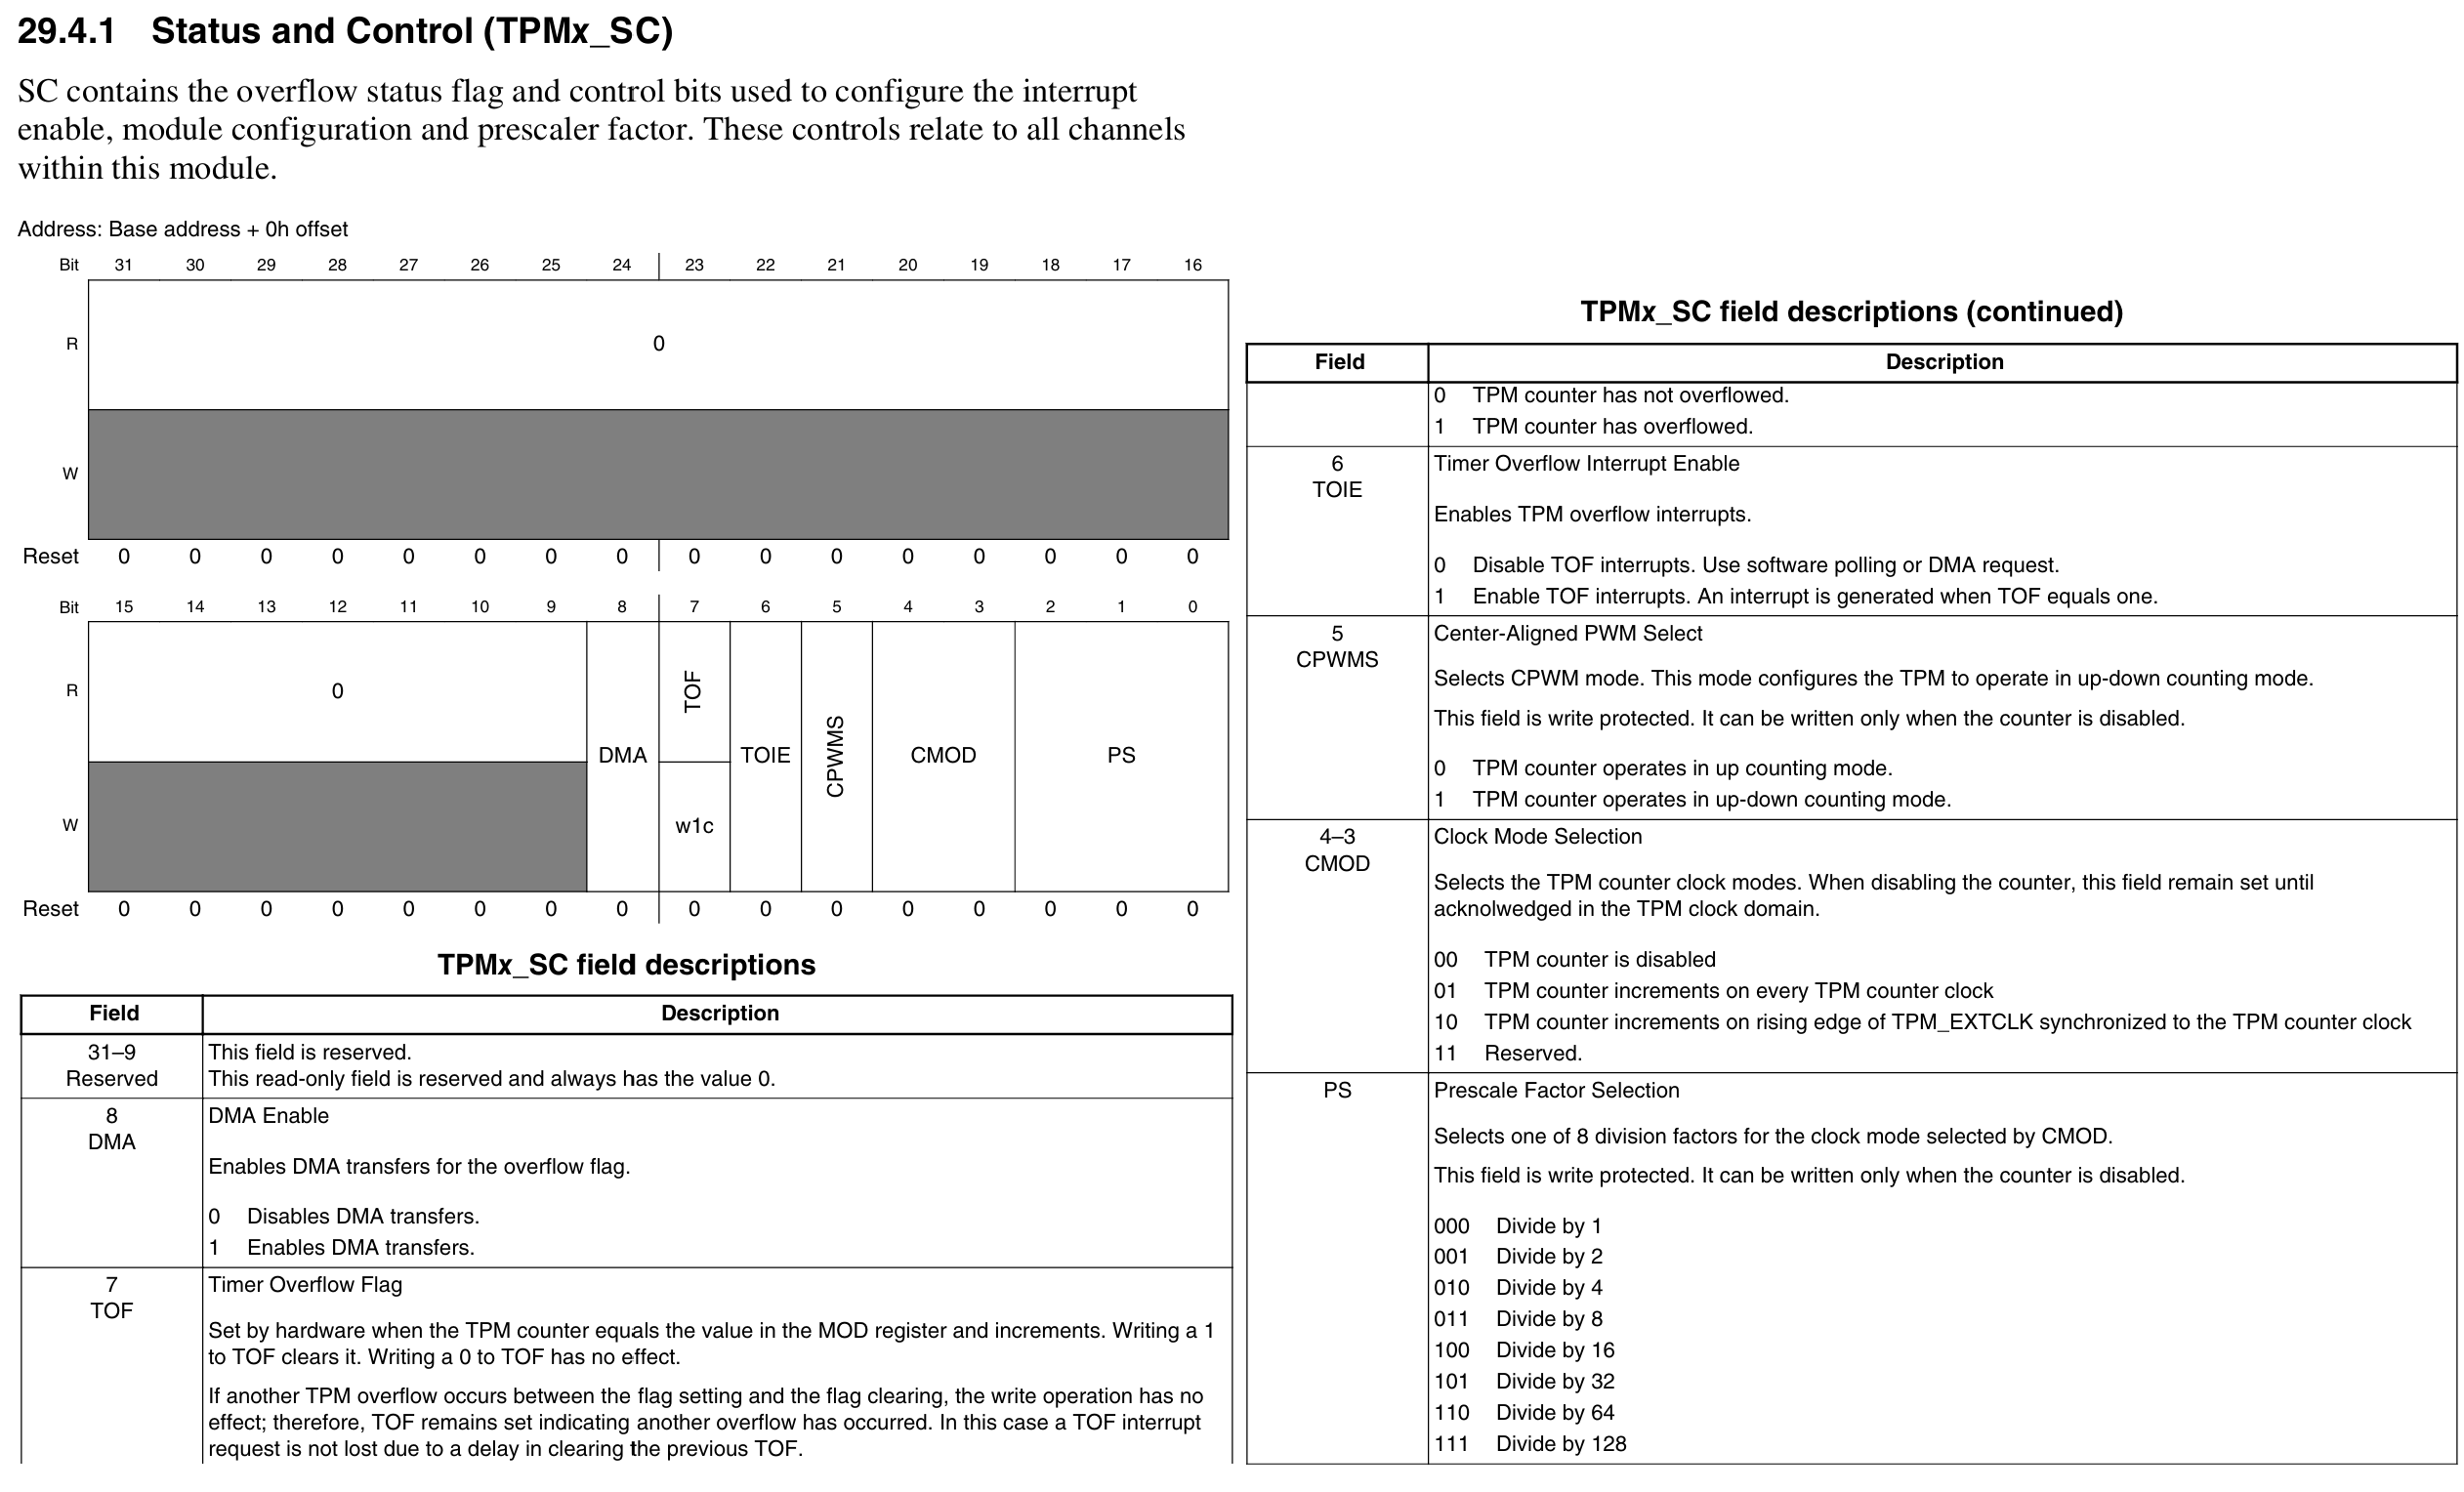 29.4.1 Status and Control (TPMx_SC)
SC contains the overflow status flag and control bits used to configure the interrupt
enable, module configuration and prescaler factor. These controls relate to all channels
within this module.
Address: Base address + 0h offset
Bit 31 30 29 28 27 26 25 24 23 22 21 20 19 18 17 16
R 0
W
Reset 0 0 0 0 0 0 0 0 0 0 0 0 0 0 0 0
Bit 15 14 13 12 11 10 9 8 7 6 5 4 3 2 1 0
R 0 DMA TOF TOIE CPWMS CMOD PS
W w1c
Reset 0 0 0 0 0 0 0 0 0 0 0 0 0 0 0 0
TPMx_SC field descriptions
Field Description
31–9 This field is reserved.
Reserved This read-only field is reserved and always has the value 0.
8 DMA Enable
DMA
Enables DMA transfers for the overflow flag.
0 Disables DMA transfers.
1 Enables DMA transfers.
7 Timer Overflow Flag
TOF
Set by hardware when the TPM counter equals the value in the MOD register and increments. Writing a 1
to TOF clears it. Writing a 0 to TOF has no effect.
If another TPM overflow occurs between the flag setting and the flag clearing, the write operation has no
effect; therefore, TOF remains set indicating another overflow has occurred. In this case a TOF interrupt
request is not lost due to a delay in clearing the previous TOF.
TPMx_SC field descriptions (continued)
Field Description
0 TPM counter has not overflowed.
1 TPM counter has overflowed.
6 Timer Overflow Interrupt Enable
TOIE
Enables TPM overflow interrupts.
0 Disable TOF interrupts. Use software polling or DMA request.
1 Enable TOF interrupts. An interrupt is generated when TOF equals one.
5 Center-Aligned PWM Select
CPWMS
Selects CPWM mode. This mode configures the TPM to operate in up-down counting mode.
This field is write protected. It can be written only when the counter is disabled.
0 TPM counter operates in up counting mode.
1 TPM counter operates in up-down counting mode.
4–3 Clock Mode Selection
CMOD
Selects the TPM counter clock modes. When disabling the counter, this field remain set until
acknolwedged in the TPM clock domain.
00 TPM counter is disabled
01 TPM counter increments on every TPM counter clock
10 TPM counter increments on rising edge of TPM_EXTCLK synchronized to the TPM counter clock
11 Reserved.
PS Prescale Factor Selection
Selects one of 8 division factors for the clock mode selected by CMOD.
This field is write protected. It can be written only when the counter is disabled.
000 Divide by 1
001 Divide by 2
010 Divide by 4
011 Divide by 8
100 Divide by 16
101 Divide by 32
110 Divide by 64
111 Divide by 128